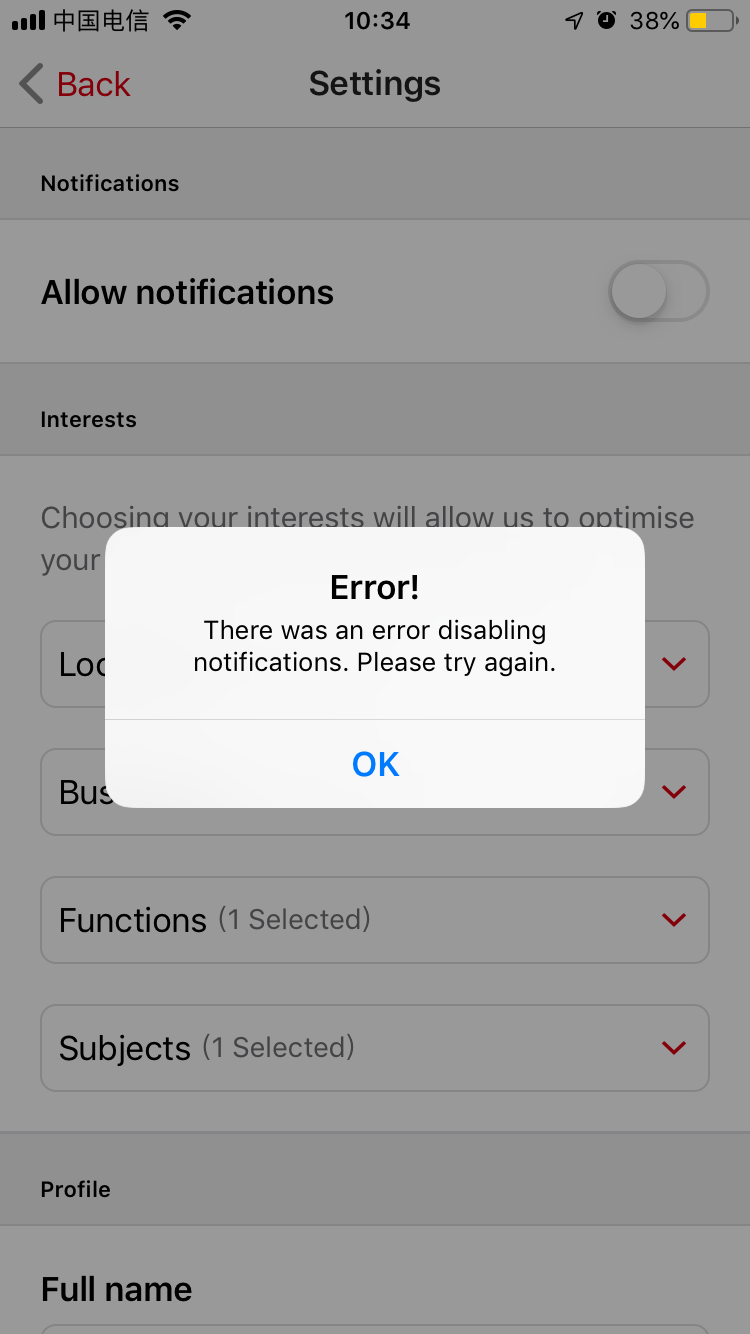 中国电信 10:34 38%
Back Settings
Notifications
Allow notifications
Interests
Choosing your interests will allow us to optimise
your
Error!
There was an error disabling
notifications. Please try again.
OK
Functions (1 Selected)
Subjects (1 Selected)
Profile
Full name